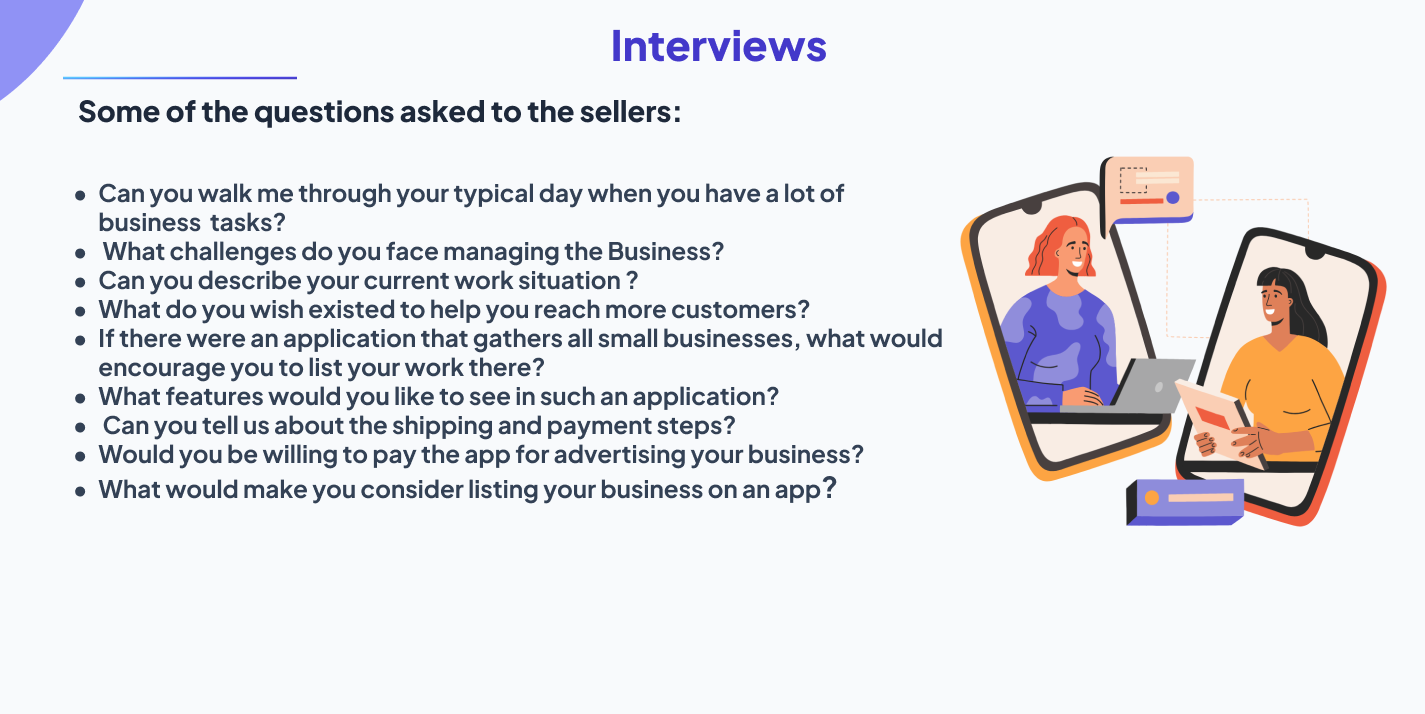 Interviews
Some of the questions asked to the sellers:
• Can you walk me through your typical day when you have a lot of
business  tasks?
•  What challenges do you face managing the Business?
• Can you describe your current work situation ?
• What do you wish existed to help you reach more customers?
• If there were an application that gathers all small businesses, what would
encourage you to list your work there?
• What features would you like to see in such an application?
•  Can you tell us about the shipping and payment steps?
• Would you be willing to pay the app for advertising your business?
• What would make you consider listing your business on an app?